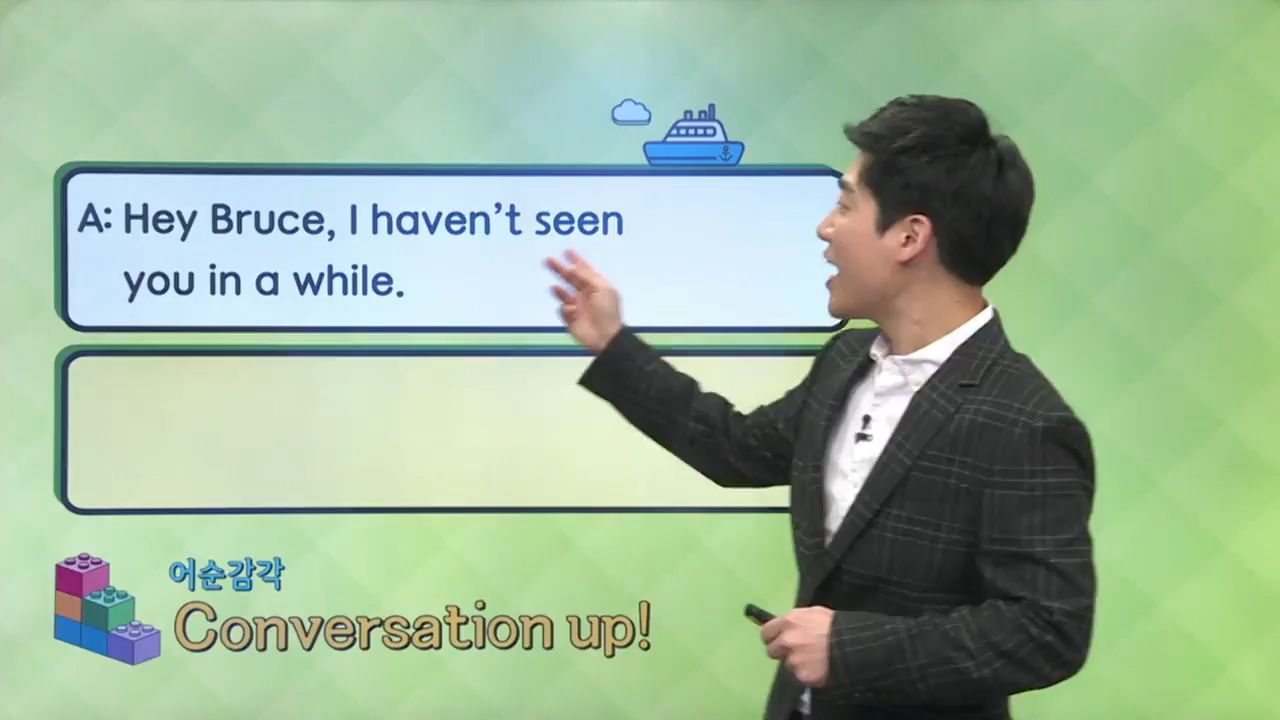 A: Hey Bruce, I haven't seen
you in a while.
어순감각
Conversation up!